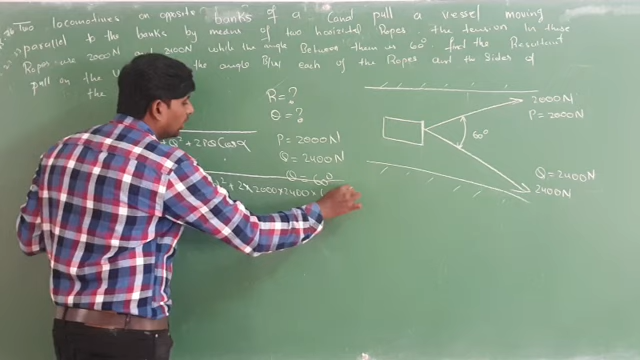 Two locomotives on opposite banks of a Canal pull a vessel moving
parallel to the banks by means of two horizontal Ropes. The tension in these
Ropes are 2000N and 2400N while the angle Between them is 60° find the Resultant
pull on the the angle B/w each of the Ropes and the sides of
the
R = ?
θ = ?
P = 2000N
Q = 2400N
Q = 60°
Q² + 2PQ Cosα
² + 2x2000x2400x
2000N
P = 2000N
60°
Q = 2400N
2400N